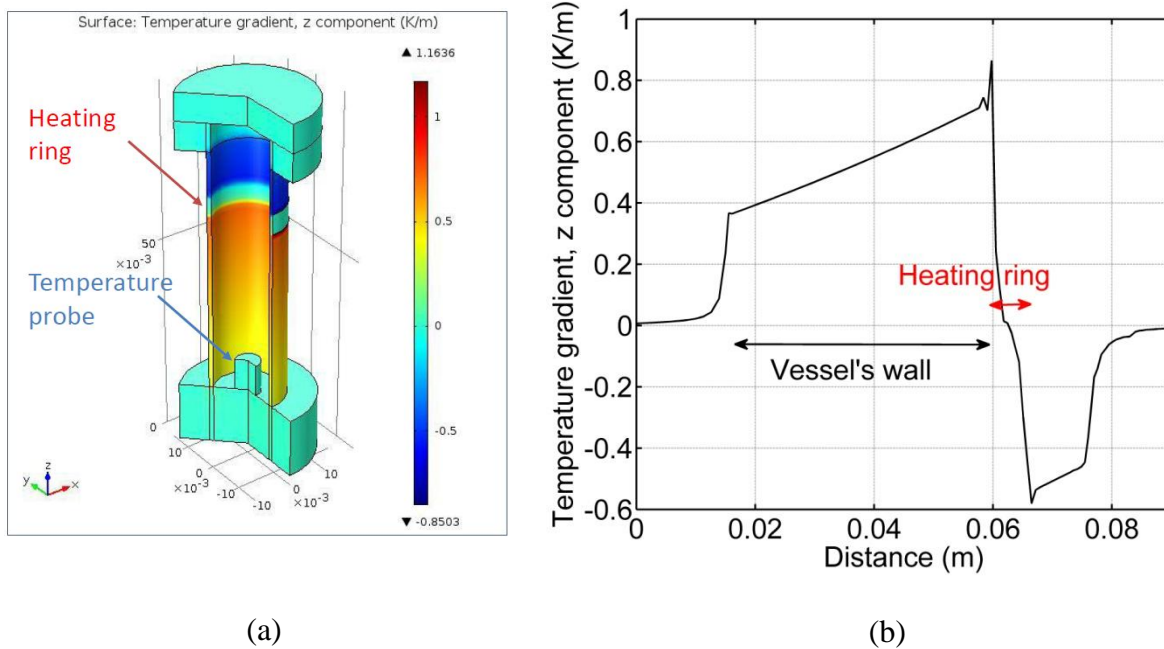 Surface: Temperature gradient, z component (K/m)
▲ 1.1636
Heating
ring
1
0.5
50
×10⁻³
Temperature
probe
0
-0.5
0
10
×10⁻³
0
-10
10
0
×10⁻³
-10
z
y
x
▼ -0.8503
(a)
Temperature gradient, z component (K/m)
1
0.8
0.6
0.4
0.2
Heating ring
0
Vessel's wall
-0.2
-0.4
-0.6
0
0.02
0.04
0.06
0.08
Distance (m)
(b)